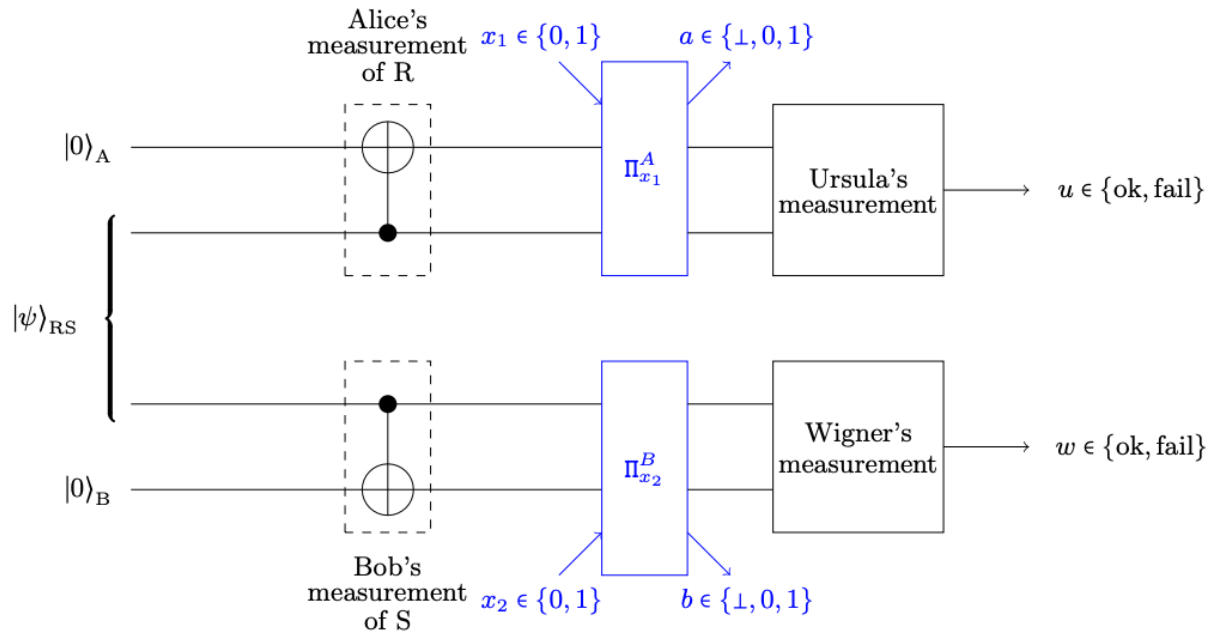 Alice's
measurement
of R
x₁ ∈ {0, 1}
a ∈ {⊥, 0, 1}
|0⟩_A
Π^A_{x₁}
Ursula's
measurement
u ∈ {ok, fail}
|ψ⟩_RS
Π^B_{x₂}
Wigner's
measurement
w ∈ {ok, fail}
|0⟩_B
Bob's
measurement
of S
x₂ ∈ {0, 1}
b ∈ {⊥, 0, 1}